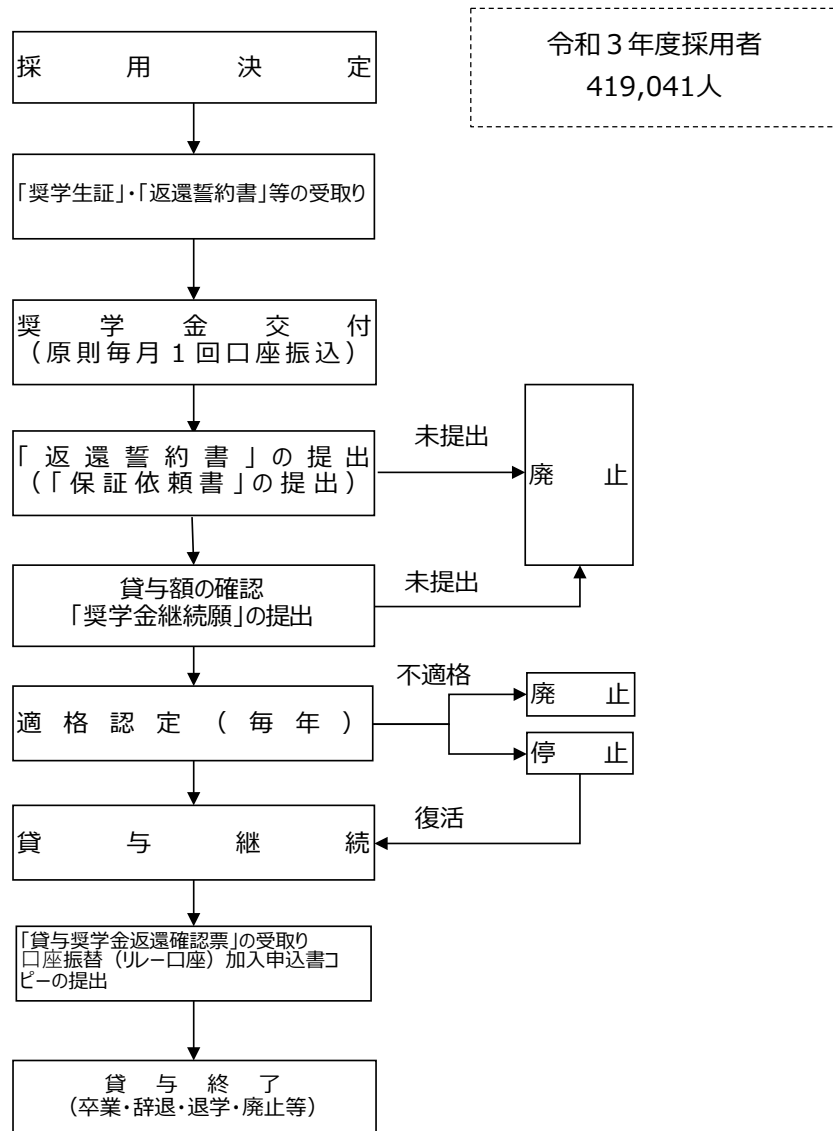 令和３年度採用者
419,041人
採用決定
「奨学生証」・「返還誓約書」等の受取り
奨学金交付
（原則毎月１回口座振込）
「返還誓約書」の提出
（「保証依頼書」の提出）
未提出
廃止
貸与額の確認
「奨学金継続願」の提出
未提出
適格認定（毎年）
不適格
廃止
停止
復活
貸与継続
「貸与奨学金返還確認票」の受取り
口座振替（リレー口座）加入申込書コ
ピーの提出
貸与終了
（卒業・辞退・退学・廃止等）